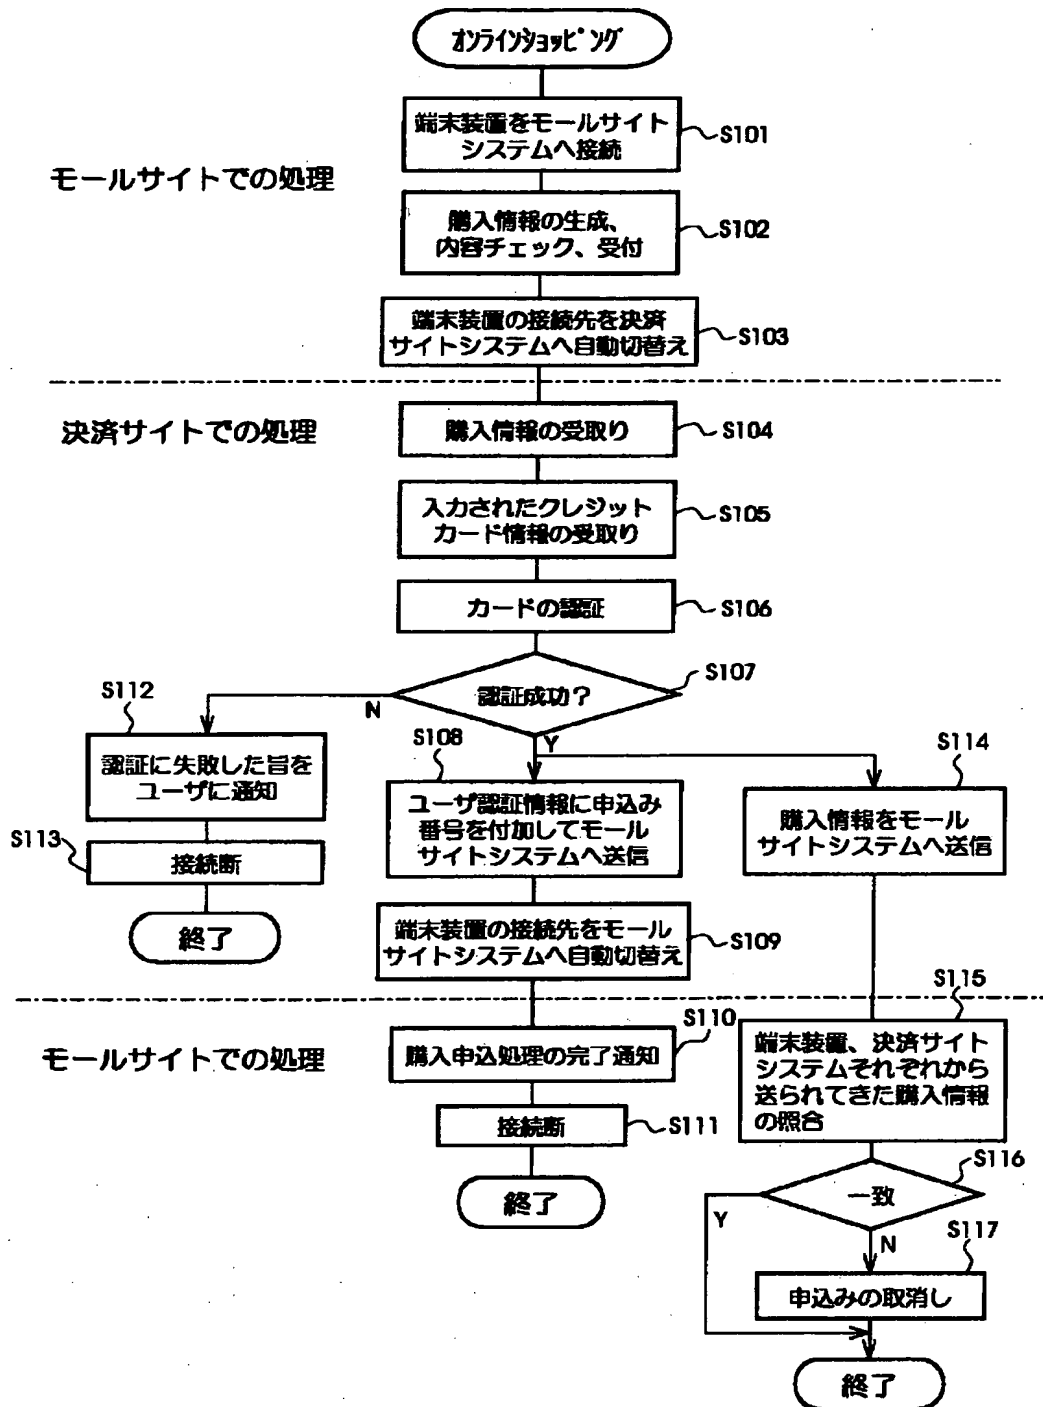 オンラインショッピング
端末装置をモールサイト
システムへ接続
S101
モールサイトでの処理
購入情報の生成、
内容チェック、受付
S102
端末装置の接続先を決済
サイトシステムへ自動切替え
S103
決済サイトでの処理
購入情報の受取り
S104
入力されたクレジット
カード情報の受取り
S105
カードの認証
S106
認証成功?
S107
N
Y
S112
認証に失敗した旨を
ユーザに通知
S113
接続断
終了
S108
ユーザ認証情報に申込み
番号を付加してモール
サイトシステムへ送信
S114
購入情報をモール
サイトシステムへ送信
端末装置の接続先をモール
サイトシステムへ自動切替え
S109
モールサイトでの処理
S110
購入申込処理の完了通知
接続断
S111
終了
S115
端末装置、決済サイト
システムそれぞれから
送られてきた購入情報
の照合
S116
一致
Y
N
S117
申込みの取消し
終了